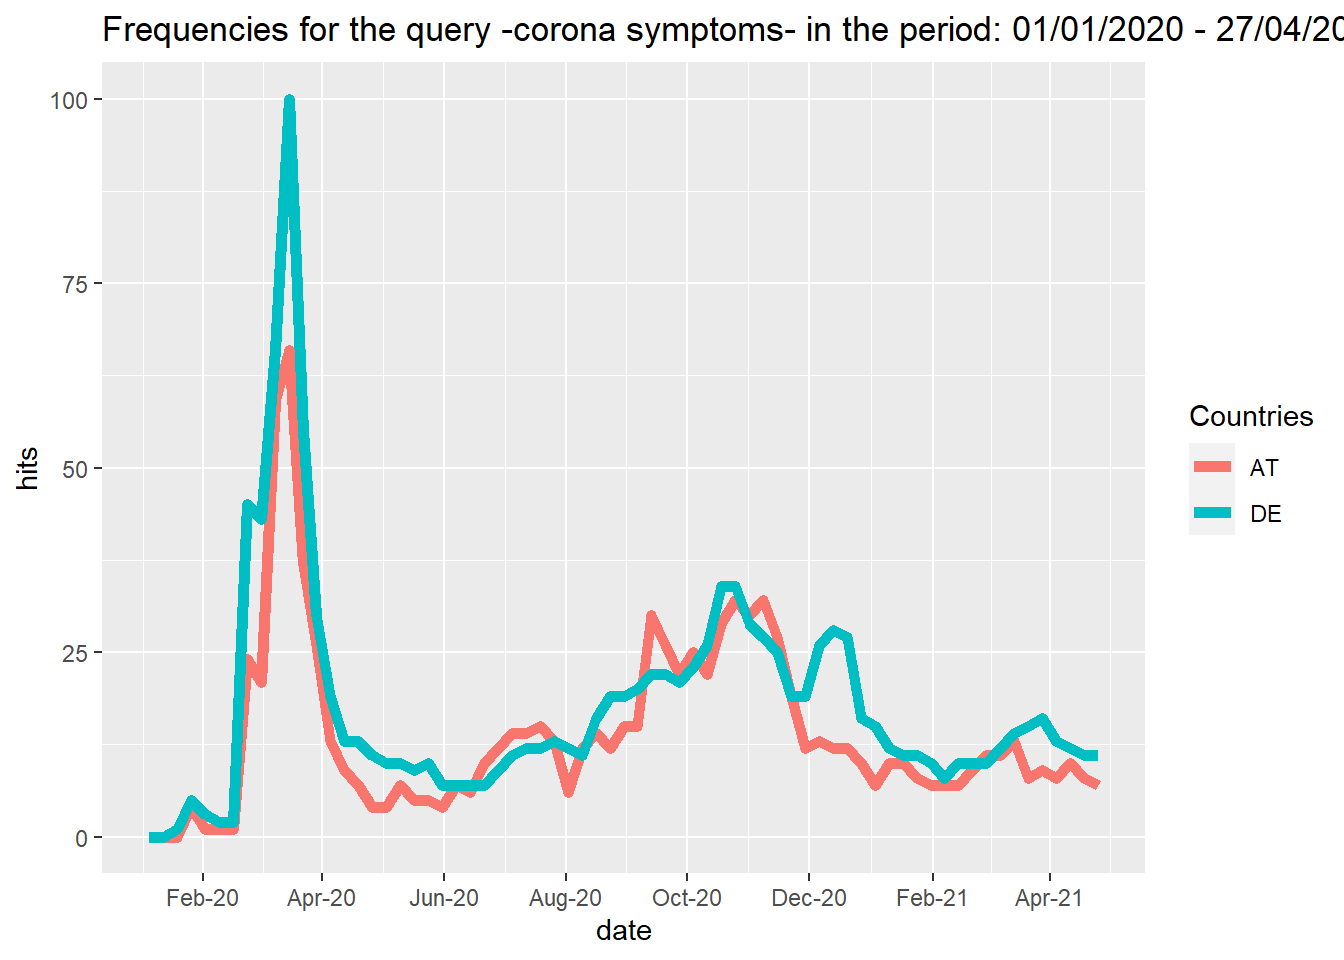 Frequencies for the query -corona symptoms- in the period: 01/01/2020 - 27/04/20
100
75
50
25
0
hits
Feb-20 Apr-20 Jun-20 Aug-20 Oct-20 Dec-20 Feb-21 Apr-21
date
Countries
AT
DE